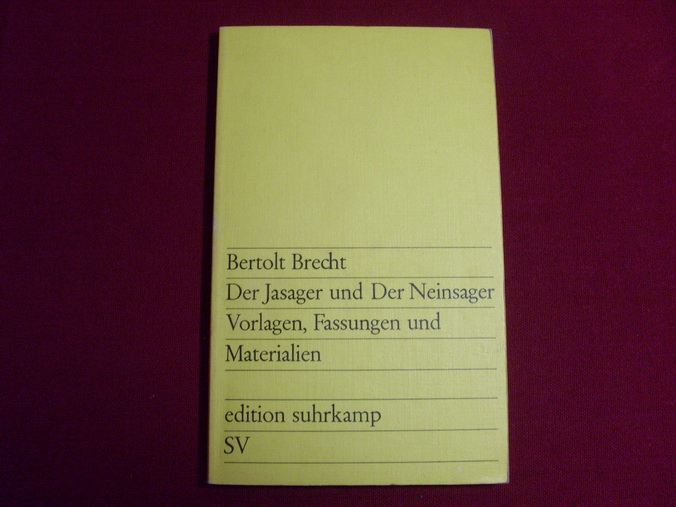 Bertolt Brecht
Der Jasager und Der Neinsager
Vorlagen, Fassungen und
Materialien
edition suhrkamp
SV